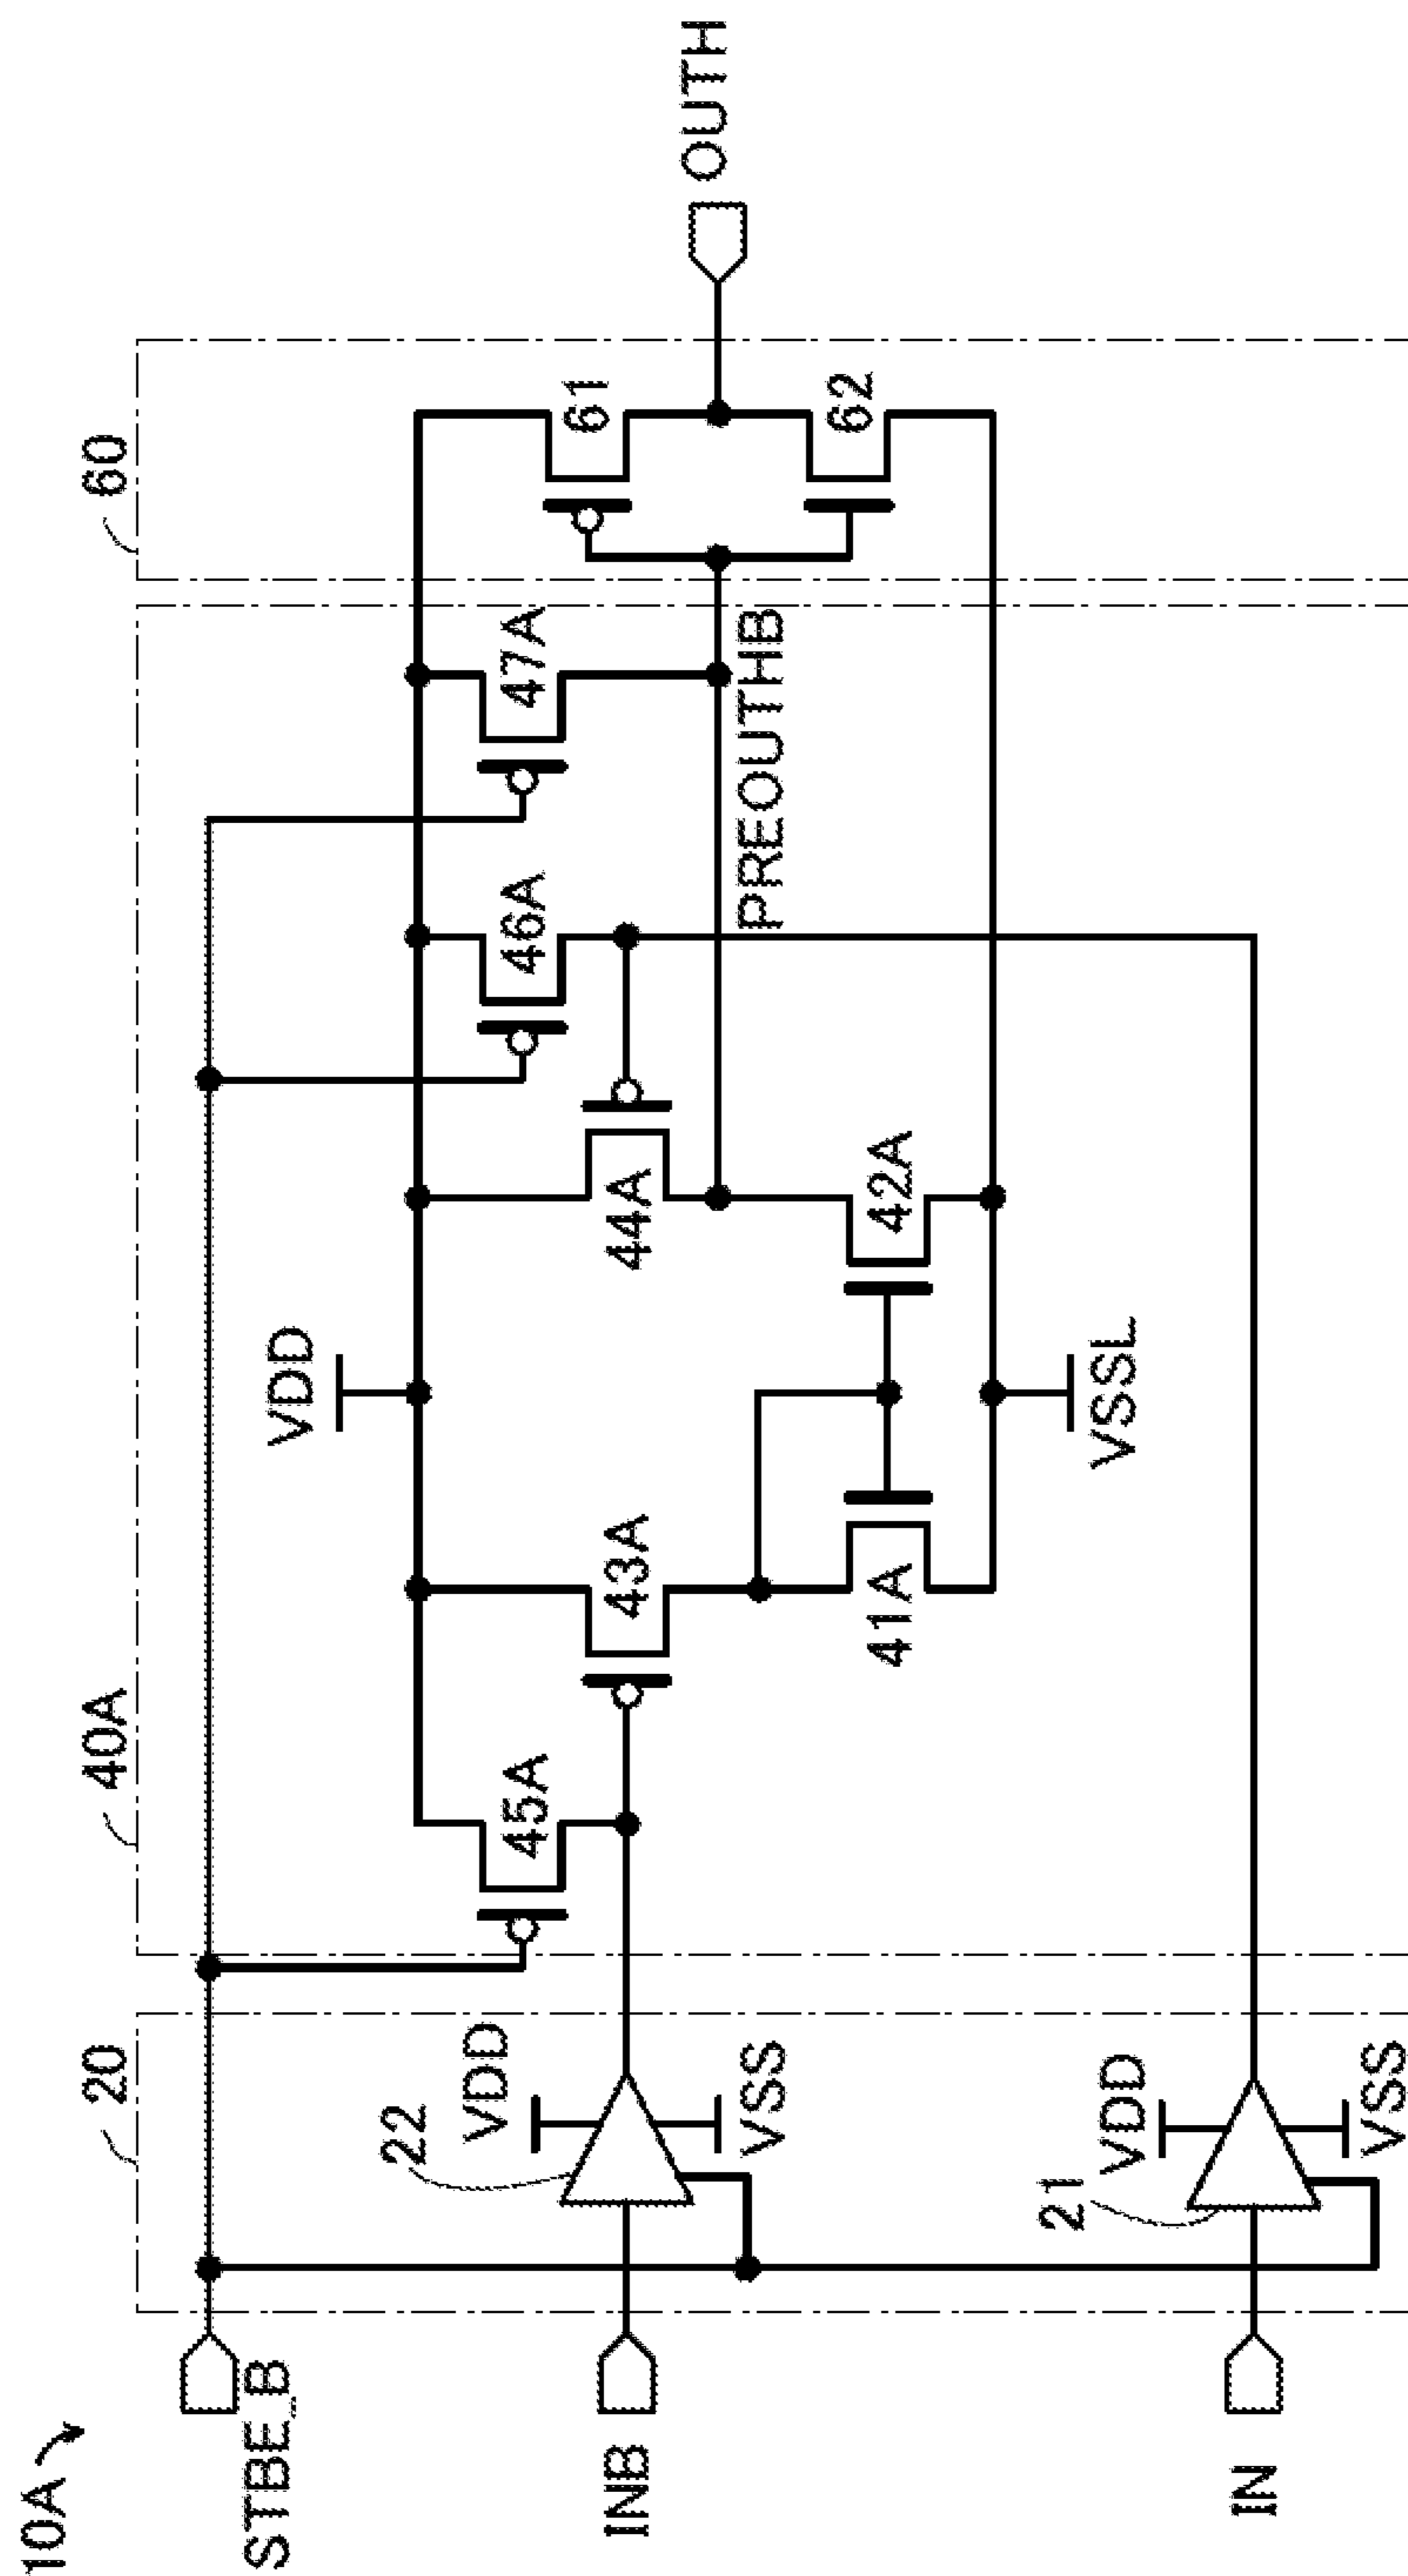 10A
20
40A
60
STBE_B
VDD
45A
46A
47A
61
43A
44A
OUTH
INB
22
VDD
VSS
PREOUTHB
62
41A
42A
VSSL
IN
21
VDD
VSS